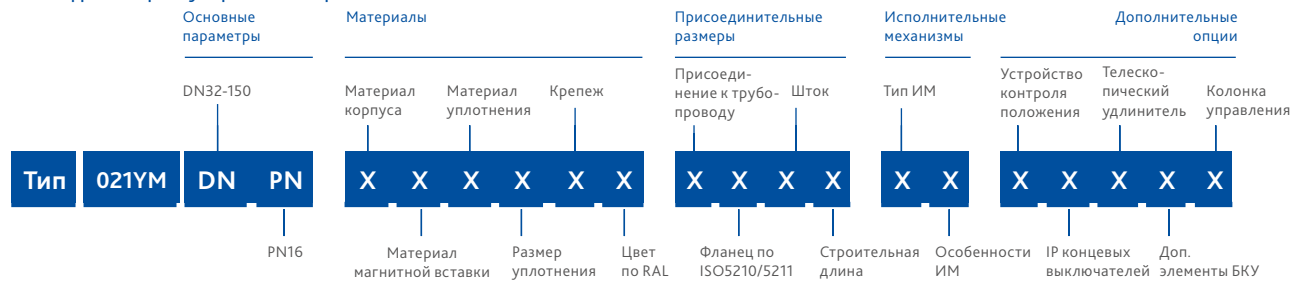 Основные
параметры
Материалы
Присоединительные
размеры
Исполнительные
механизмы
Дополнительные
опции
DN32-150
Материал
корпуса
Материал
уплотнения
Крепеж
Присоеди-
нение к трубо-
проводу
Шток
Тип ИМ
Устройство
контроля
положения
Телеско-
пический
удлинитель
Колонка
управления
Тип 021YM DN PN X X X X X X X X X X X X X X X X X
PN16
Материал
магнитной вставки
Размер
уплотнения
Цвет
по RAL
Фланец по
ISO5210/5211
Строительная
длина
Особенности
ИМ
IP концевых
выключателей
Доп.
элементы БКУ